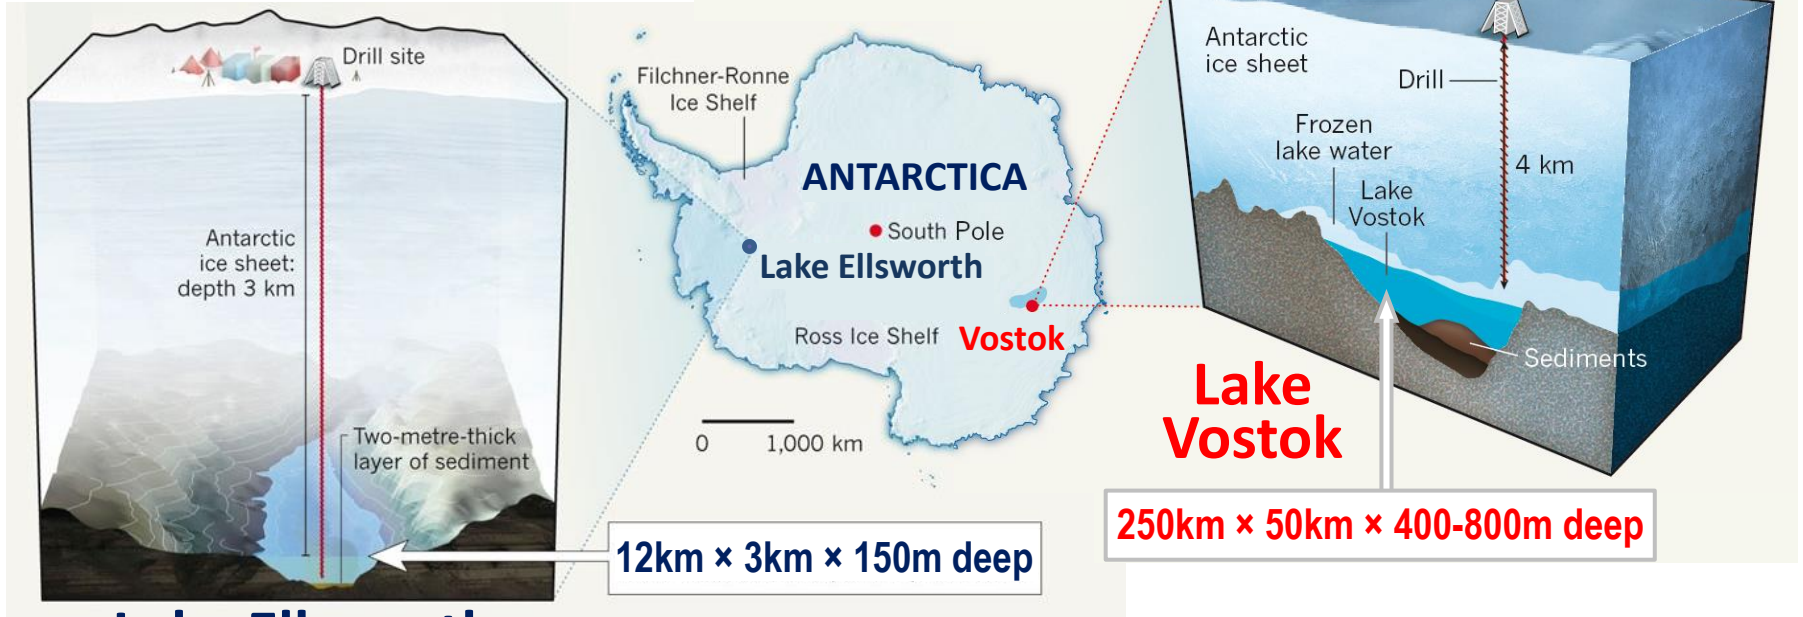 Drill site
Antarctic
ice sheet:
depth 3 km
Two-metre-thick
layer of sediment
12km × 3km × 150m deep
Lake Ellsworth
Filchner-Ronne
Ice Shelf
ANTARCTICA
South Pole
Lake Ellsworth
Ross Ice Shelf
Vostok
0 1,000 km
Antarctic
ice sheet
Drill
Frozen
lake water
4 km
Lake
Vostok
Sediments
Lake
Vostok
250km × 50km × 400-800m deep